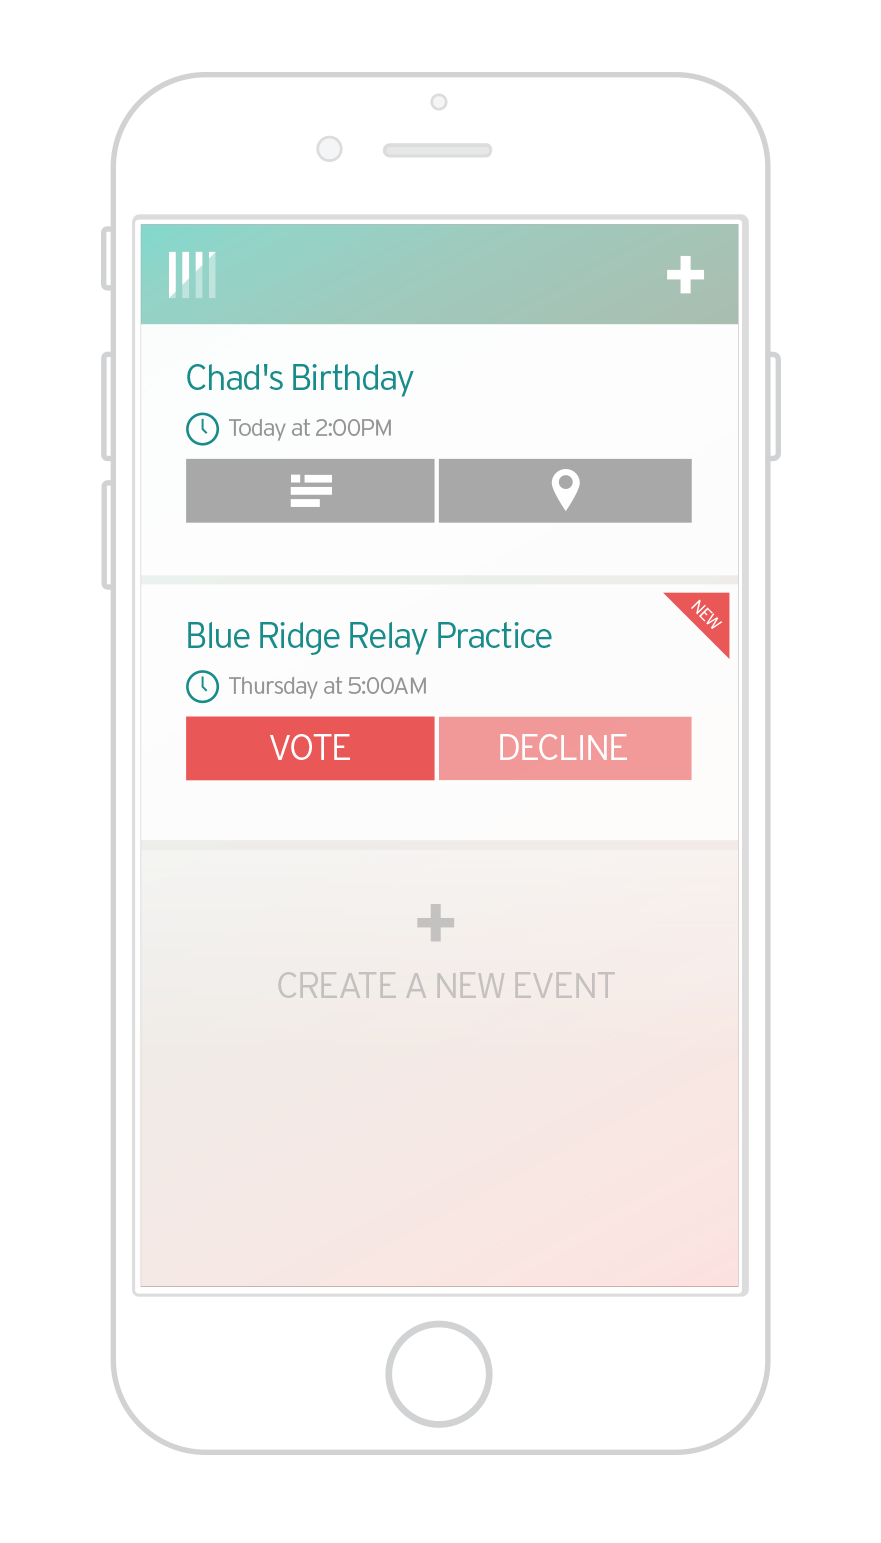 Chad's Birthday
Today at 2:00PM
NEW
Blue Ridge Relay Practice
Thursday at 5:00AM
VOTE
DECLINE
CREATE A NEW EVENT